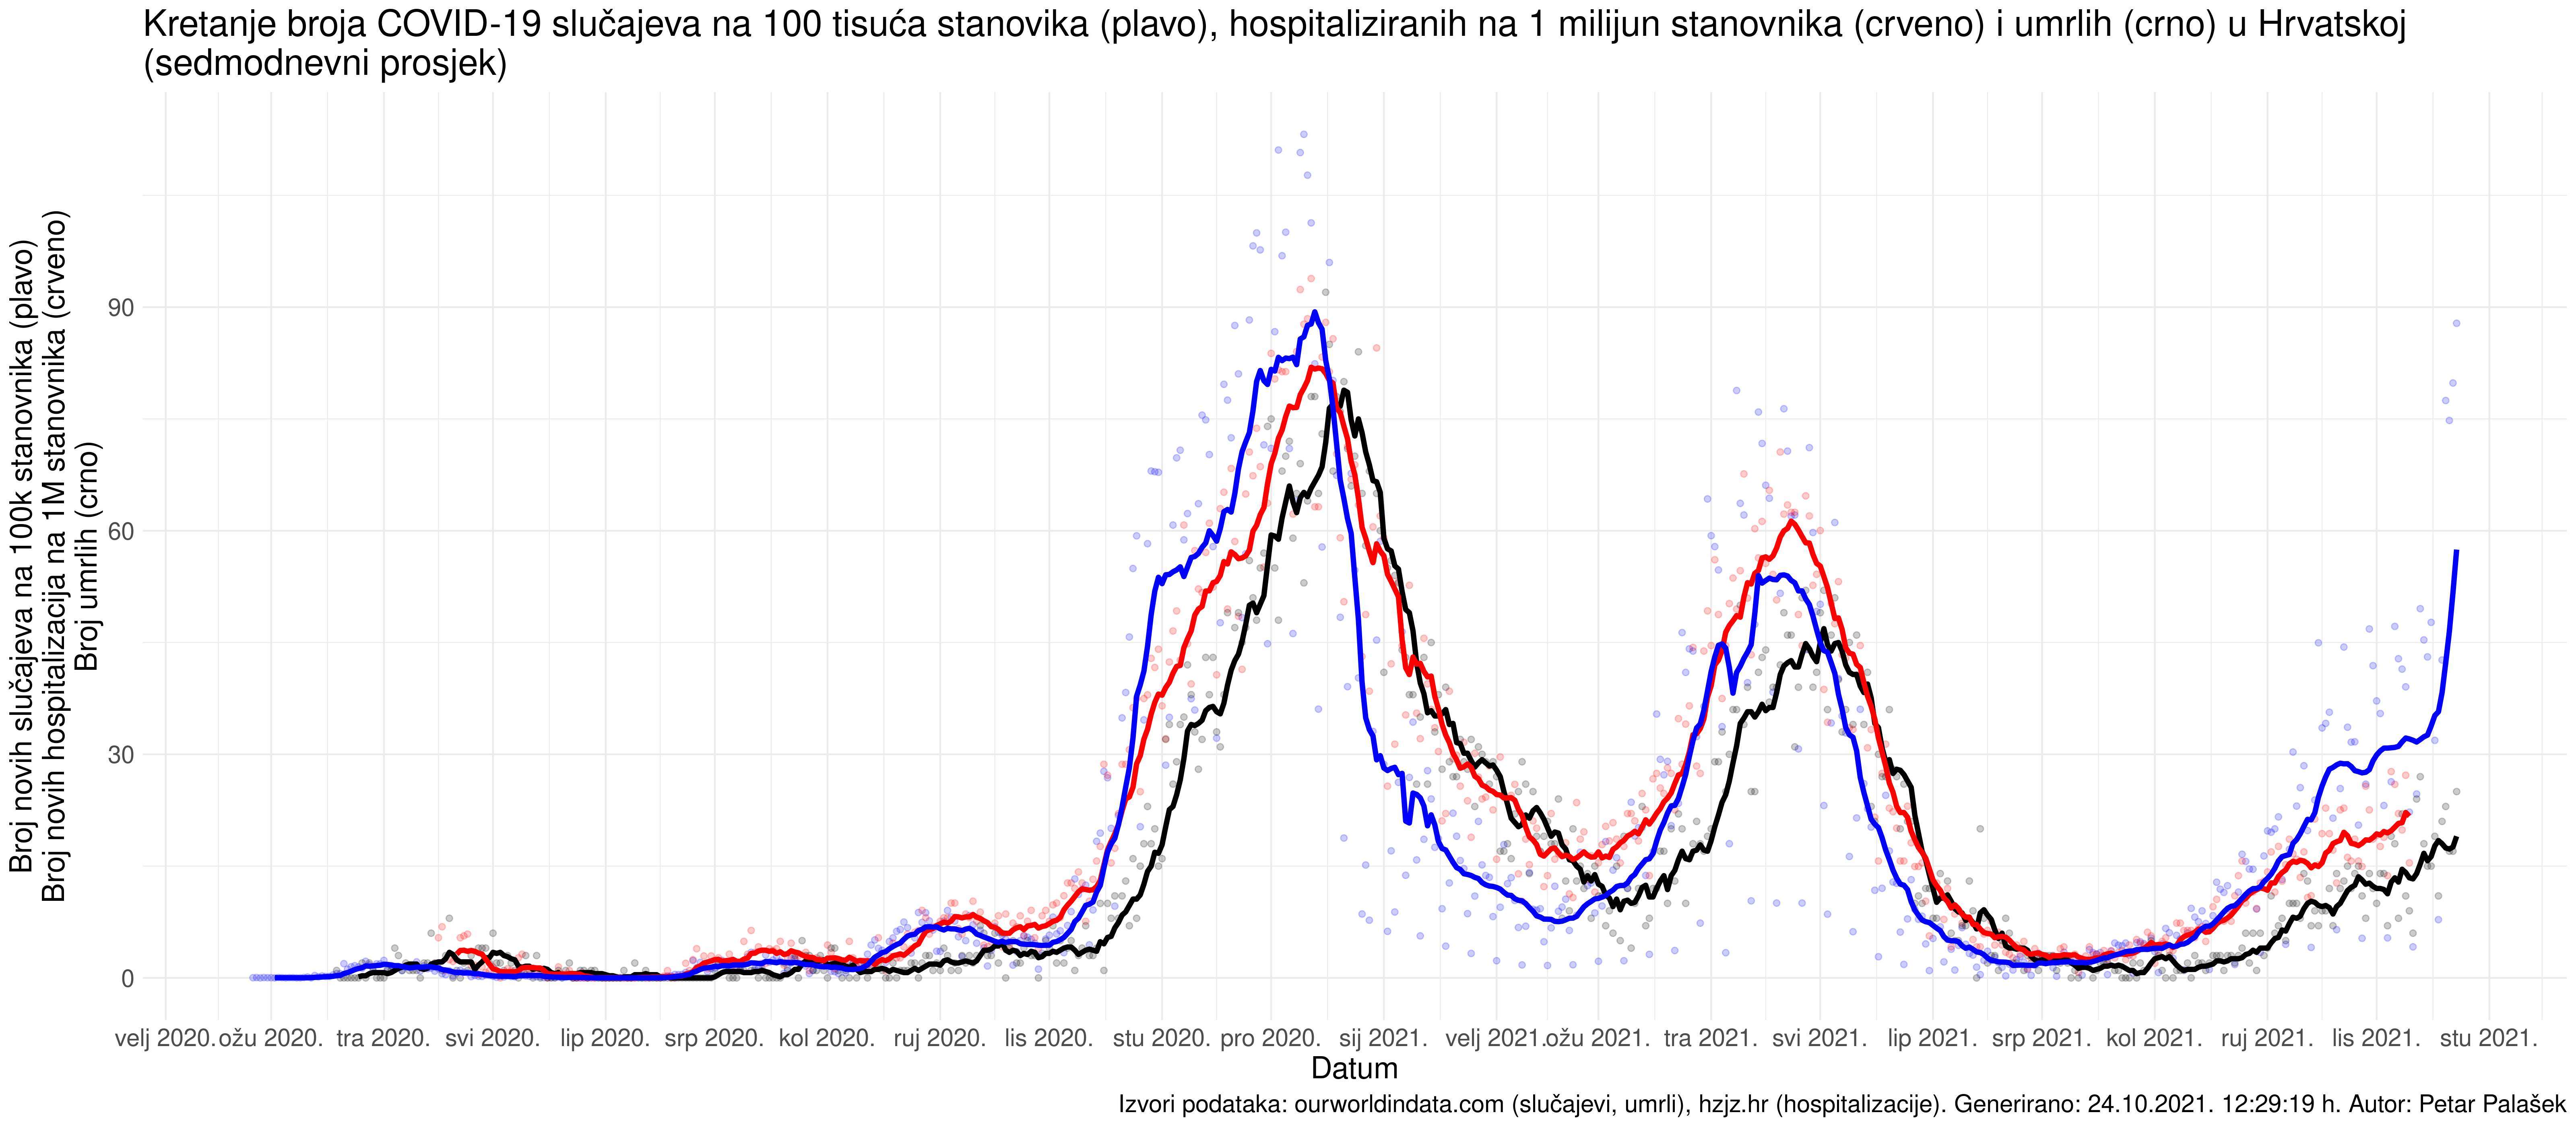 Kretanje broja COVID-19 slučajeva na 100 tisuća stanovika (plavo), hospitaliziranih na 1 milijun stanovnika (crveno) i umrlih (crno) u Hrvatskoj
(sedmodnevni prosjek)
Broj novih slučajeva na 100k stanovnika (plavo)
Broj novih hospitalizacija na 1M stanovnika (crveno)
Broj umrlih (crno)
90
60
30
0
velj 2020. ožu 2020. tra 2020. svi 2020. lip 2020. srp 2020. kol 2020. ruj 2020. lis 2020. stu 2020. pro 2020. sij 2021. velj 2021. ožu 2021. tra 2021. svi 2021. lip 2021. srp 2021. kol 2021. ruj 2021. lis 2021. stu 2021.
Datum
Izvori podataka: ourworldindata.com (slučajevi, umrli), hzjz.hr (hospitalizacije). Generirano: 24.10.2021. 12:29:19 h. Autor: Petar Palašek